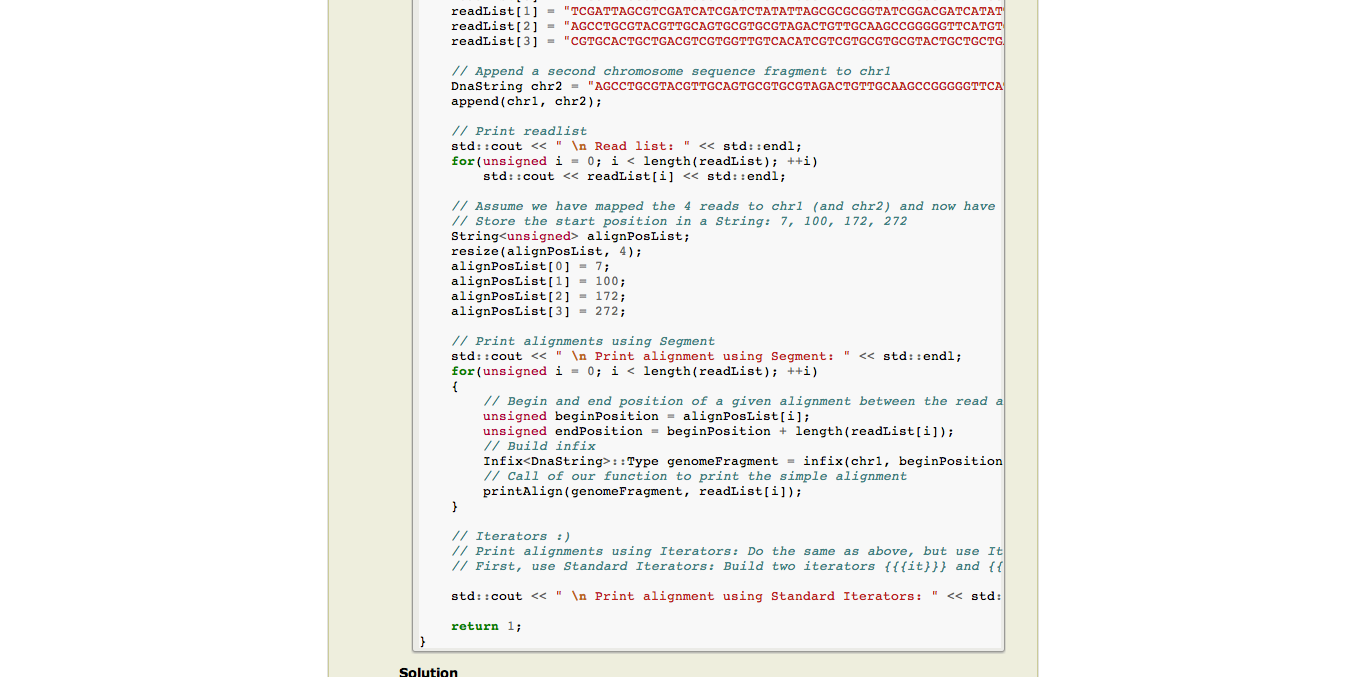 readList[1] = "TCGATTAGCGTCGATCATCGATCTATATTAGCGCGCGGTATCGGACGATCATAT
readList[2] = "AGCCTGCGTACGTTGCAGTGCGTGCGTAGACTGTTGCAAGCCGGGGGTTCATGT
readList[3] = "CGTGCACTGCTGACGTCGTGGTTGTCACATCGTCGTGCGTGCGTACTGCTGCTG
// Append a second chromosome sequence fragment to chr1
DnaString chr2 = "AGCCTGCGTACGTTGCAGTGCGTGCGTAGACTGTTGCAAGCCGGGGGTTCA
append(chr1, chr2);
// Print readlist
std::cout << " \n Read list: " << std::endl;
for(unsigned i = 0; i < length(readList); ++i)
std::cout << readList[i] << std::endl;
// Assume we have mapped the 4 reads to chr1 (and chr2) and now have
// Store the start position in a String: 7, 100, 172, 272
String<unsigned> alignPosList;
resize(alignPosList, 4);
alignPosList[0] = 7;
alignPosList[1] = 100;
alignPosList[2] = 172;
alignPosList[3] = 272;
// Print alignments using Segment
std::cout << " \n Print alignment using Segment: " << std::endl;
for(unsigned i = 0; i < length(readList); ++i)
{
// Begin and end position of a given alignment between the read a
unsigned beginPosition = alignPosList[i];
unsigned endPosition = beginPosition + length(readList[i]);
// Build infix
Infix<DnaString>::Type genomeFragment = infix(chr1, beginPosition
// Call of our function to print the simple alignment
printAlign(genomeFragment, readList[i]);
}
// Iterators :)
// Print alignments using Iterators: Do the same as above, but use It
// First, use Standard Iterators: Build two iterators {{{it}}} and {{
std::cout << " \n Print alignment using Standard Iterators: " << std:
return 1;
}
Solution